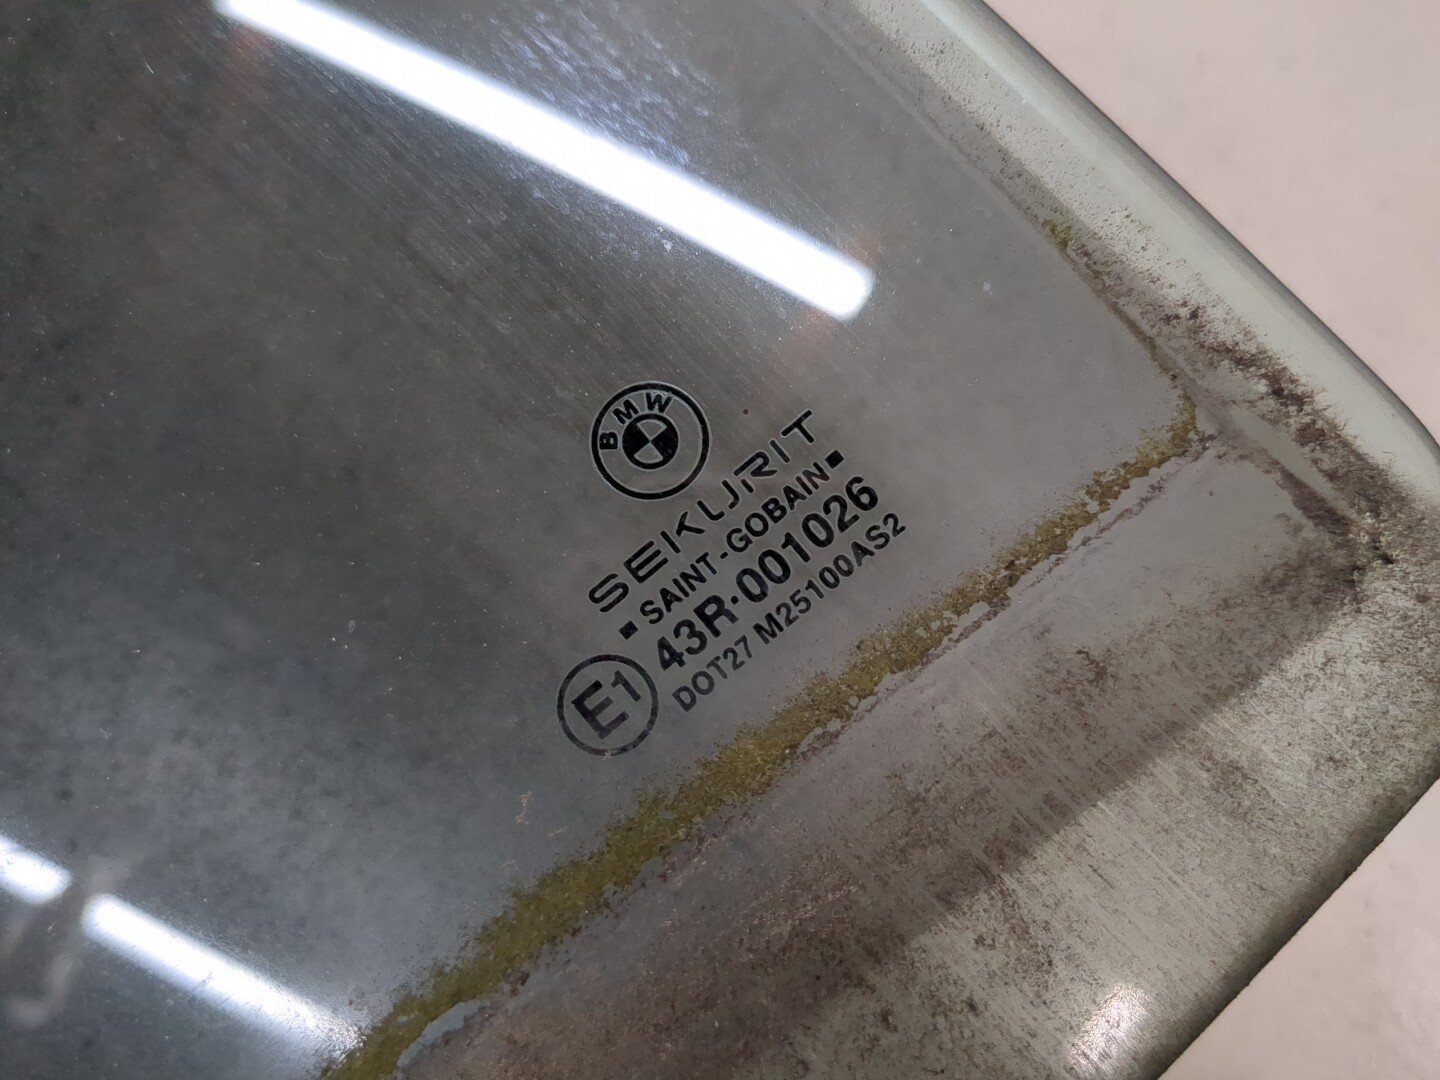 BMW
SEKURIT
SAINT-GOBAIN
43R·001026
E1
DOT27 M25100AS2